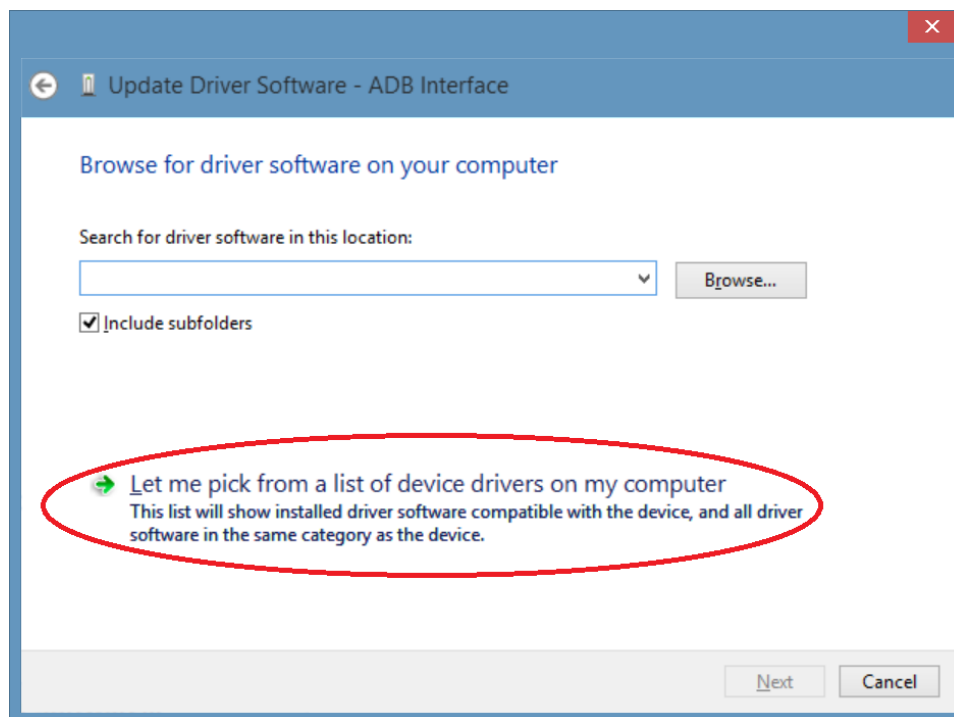 Update Driver Software - ADB Interface
Browse for driver software on your computer
Search for driver software in this location:
Browse...
Include subfolders
Let me pick from a list of device drivers on my computer
This list will show installed driver software compatible with the device, and all driver
software in the same category as the device.
Next
Cancel